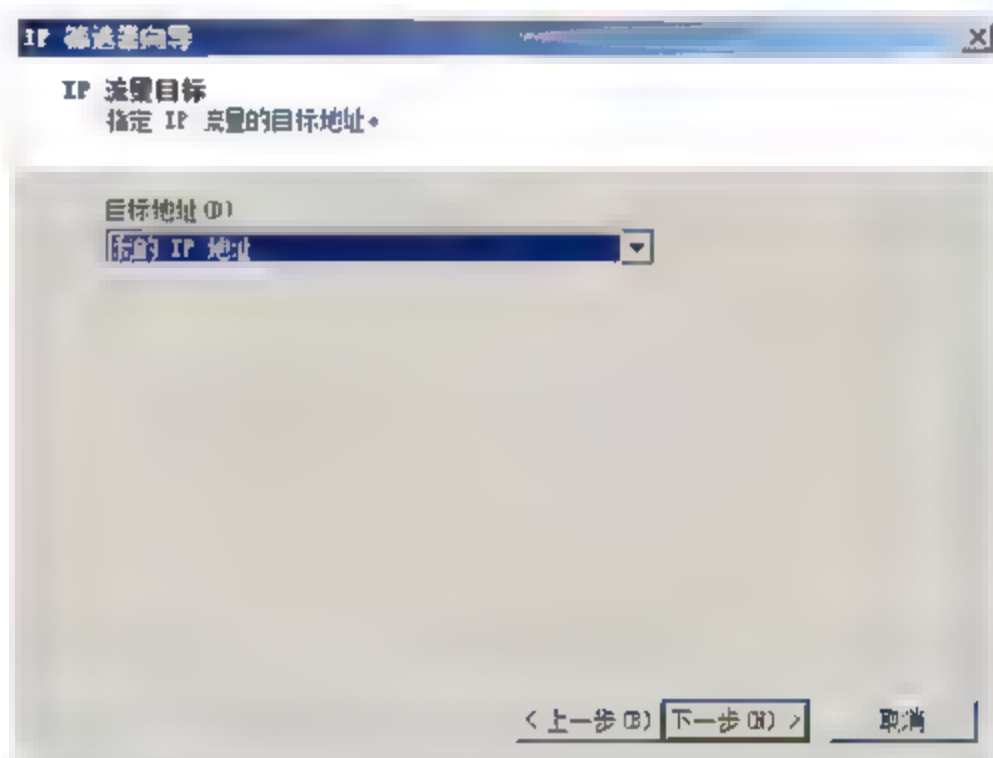 IP 筛选器向导
IP 流量目标
指定 IP 流量的目标地址。
目标地址(D)
我的 IP 地址
< 上一步(B) 下一步(N) > 取消